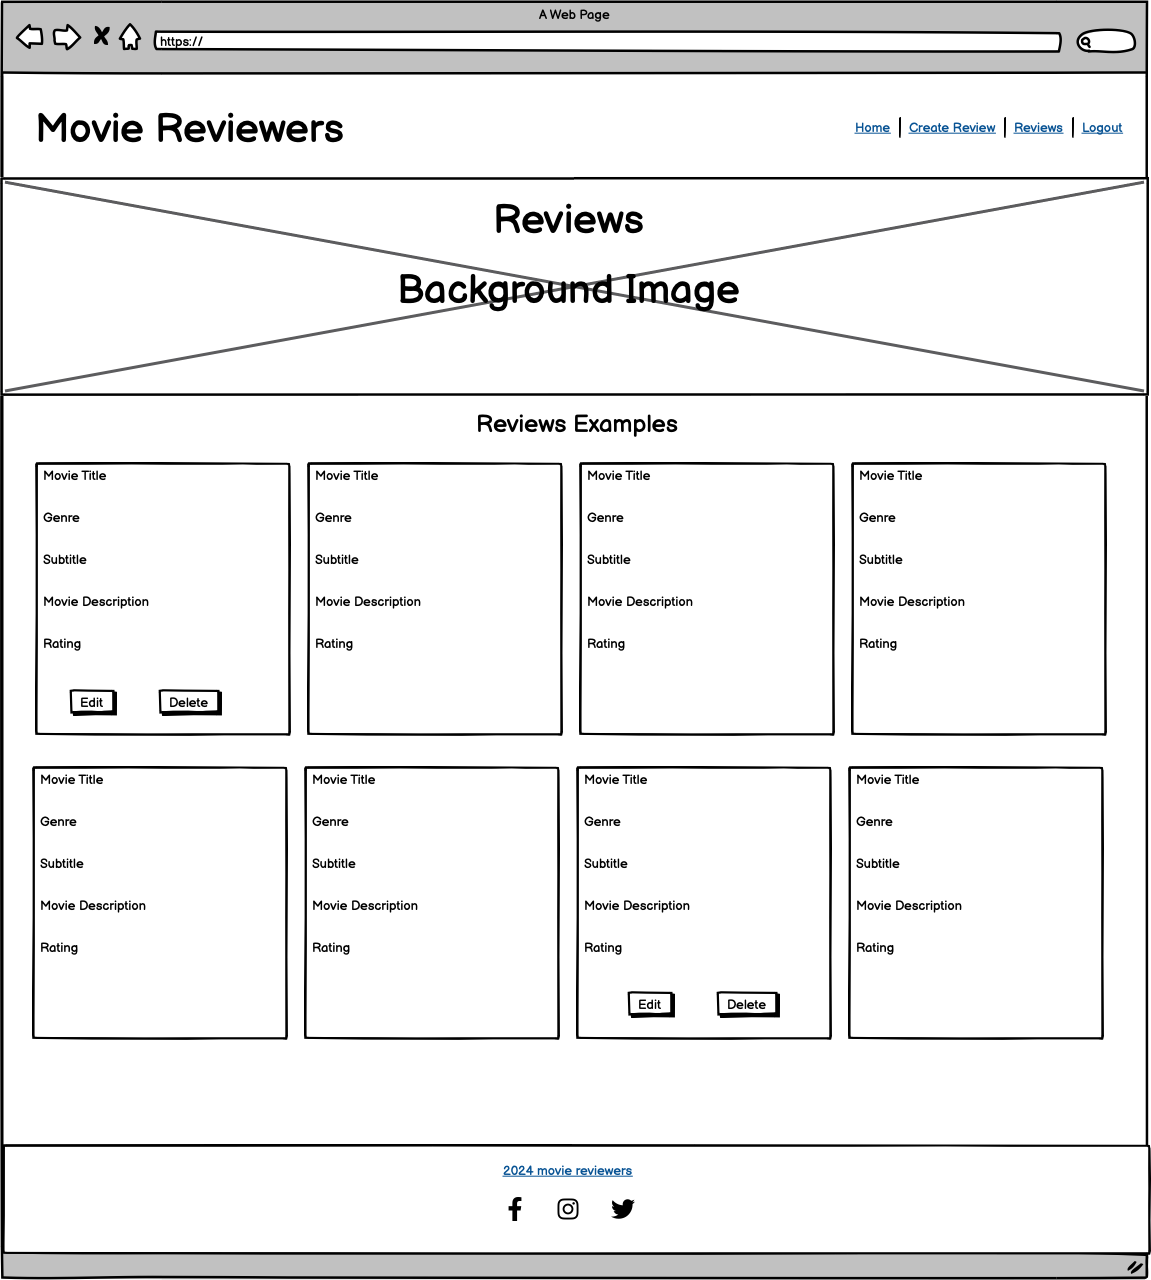 A Web Page
https://
Movie Reviewers
Home
Create Review
Reviews
Logout
Reviews
Background Image
Reviews Examples
Movie Title
Genre
Subtitle
Movie Description
Rating
Edit
Delete
Movie Title
Genre
Subtitle
Movie Description
Rating
Movie Title
Genre
Subtitle
Movie Description
Rating
Movie Title
Genre
Subtitle
Movie Description
Rating
Movie Title
Genre
Subtitle
Movie Description
Rating
Movie Title
Genre
Subtitle
Movie Description
Rating
Movie Title
Genre
Subtitle
Movie Description
Rating
Edit
Delete
Movie Title
Genre
Subtitle
Movie Description
Rating
2024 movie reviewers